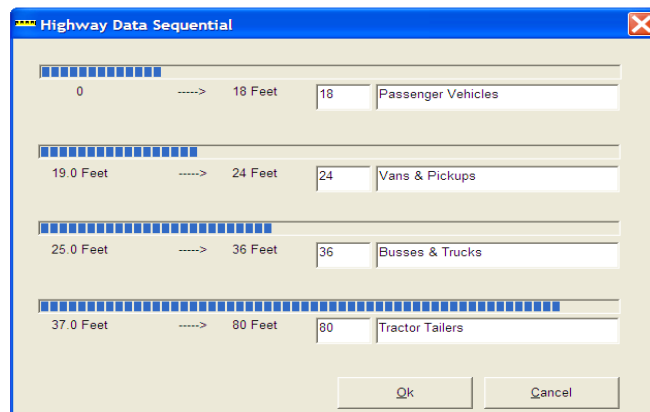 Highway Data Sequential
0 -----> 18 Feet 18 Passenger Vehicles
19.0 Feet -----> 24 Feet 24 Vans & Pickups
25.0 Feet -----> 36 Feet 36 Busses & Trucks
37.0 Feet -----> 80 Feet 80 Tractor Tailers
Ok Cancel